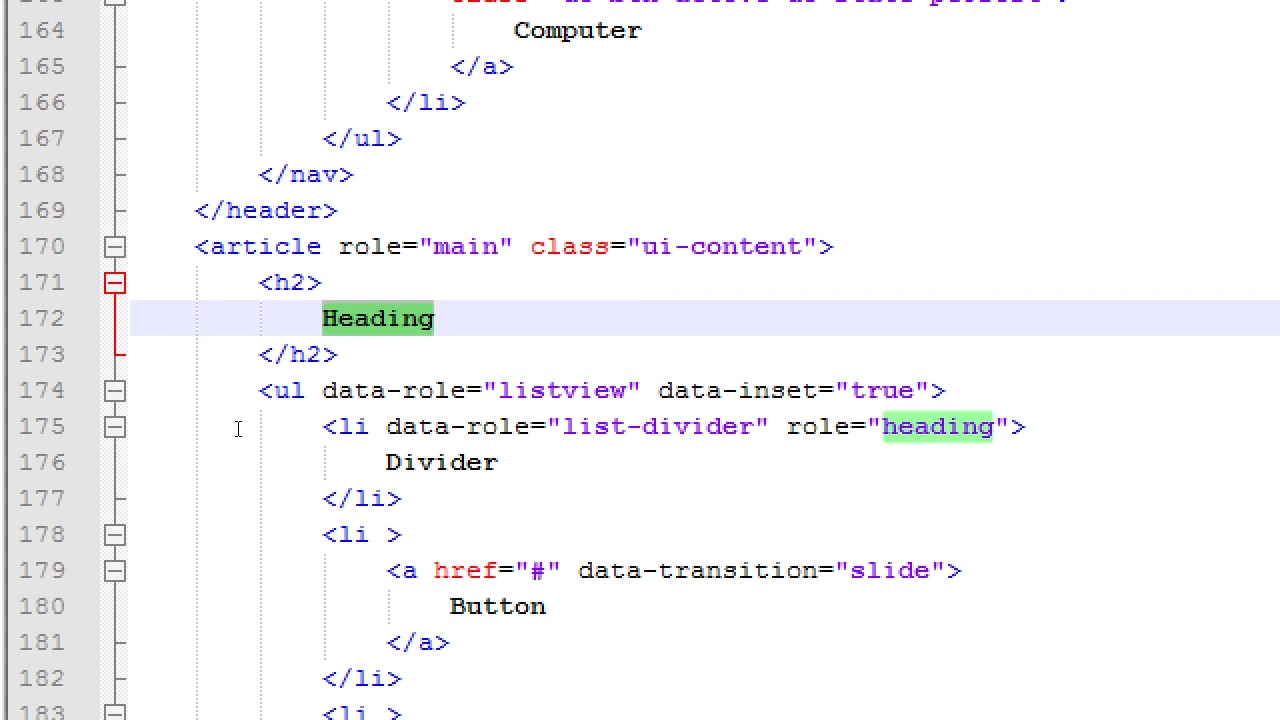 164 Computer
165 </a>
166 </li>
167 </ul>
168 </nav>
169 </header>
170 <article role="main" class="ui-content">
171 <h2>
172 Heading
173 </h2>
174 <ul data-role="listview" data-inset="true">
175 <li data-role="list-divider" role="heading">
176 Divider
177 </li>
178 <li >
179 <a href="#" data-transition="slide">
180 Button
181 </a>
182 </li>
183 <li >